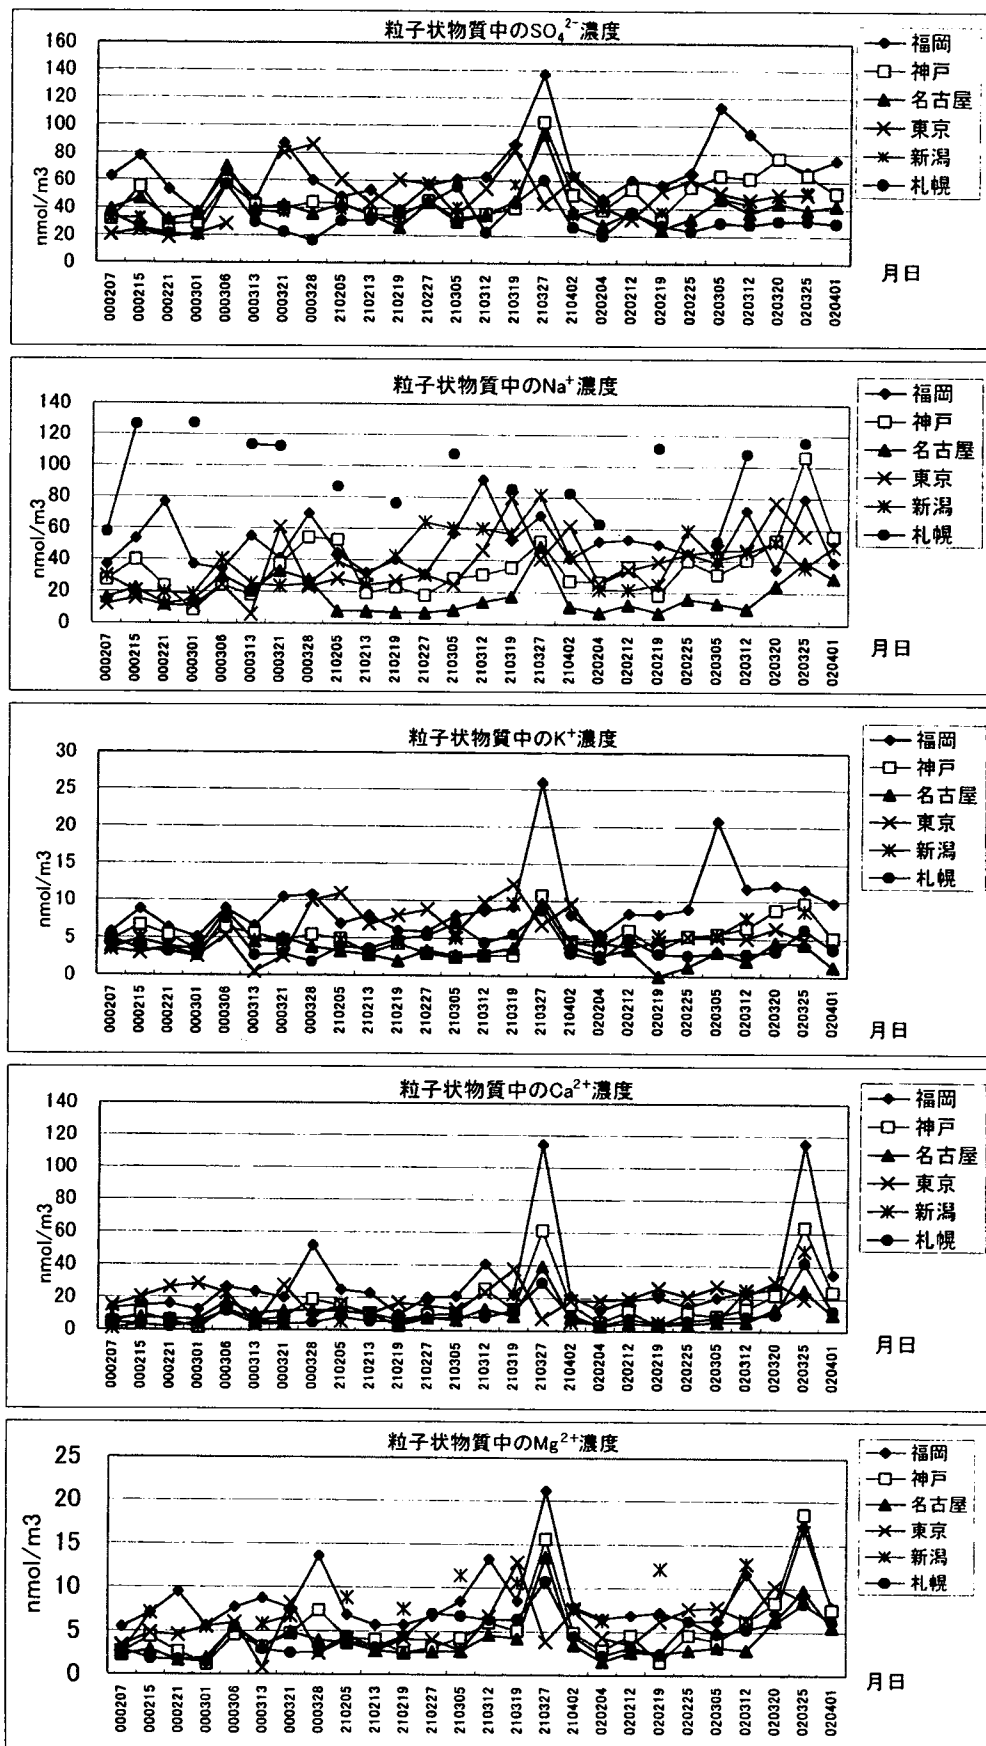 粒子状物質中のSO₄²⁻濃度
160
140
120
100
80
60
40
20
0
nmol/m3
000207 000215 000221 000301 000306 000313 000321 000328 210205 210213 210219 210227 210305 210312 210319 210327 210402 020204 020212 020219 020225 020305 020312 020320 020325 020401
月日
福岡
神戸
名古屋
東京
新潟
札幌
粒子状物質中のNa⁺濃度
140
120
100
80
60
40
20
0
nmol/m3
000207 000215 000221 000301 000306 000313 000321 000328 210205 210213 210219 210227 210305 210312 210319 210327 210402 020204 020212 020219 020225 020305 020312 020320 020325 020401
月日
福岡
神戸
名古屋
東京
新潟
札幌
粒子状物質中のK⁺濃度
30
25
20
15
10
5
0
nmol/m3
000207 000215 000221 000301 000306 000313 000321 000328 210205 210213 210219 210227 210305 210312 210319 210327 210402 020204 020212 020219 020225 020305 020312 020320 020325 020401
月日
福岡
神戸
名古屋
東京
新潟
札幌
粒子状物質中のCa²⁺濃度
140
120
100
80
60
40
20
0
nmol/m3
000207 000215 000221 000301 000306 000313 000321 000328 210205 210213 210219 210227 210305 210312 210319 210327 210402 020204 020212 020219 020225 020305 020312 020320 020325 020401
月日
福岡
神戸
名古屋
東京
新潟
札幌
粒子状物質中のMg²⁺濃度
25
20
15
10
5
0
nmol/m3
000207 000215 000221 000301 000306 000313 000321 000328 210205 210213 210219 210227 210305 210312 210319 210327 210402 020204 020212 020219 020225 020305 020312 020320 020325 020401
月日
福岡
神戸
名古屋
東京
新潟
札幌